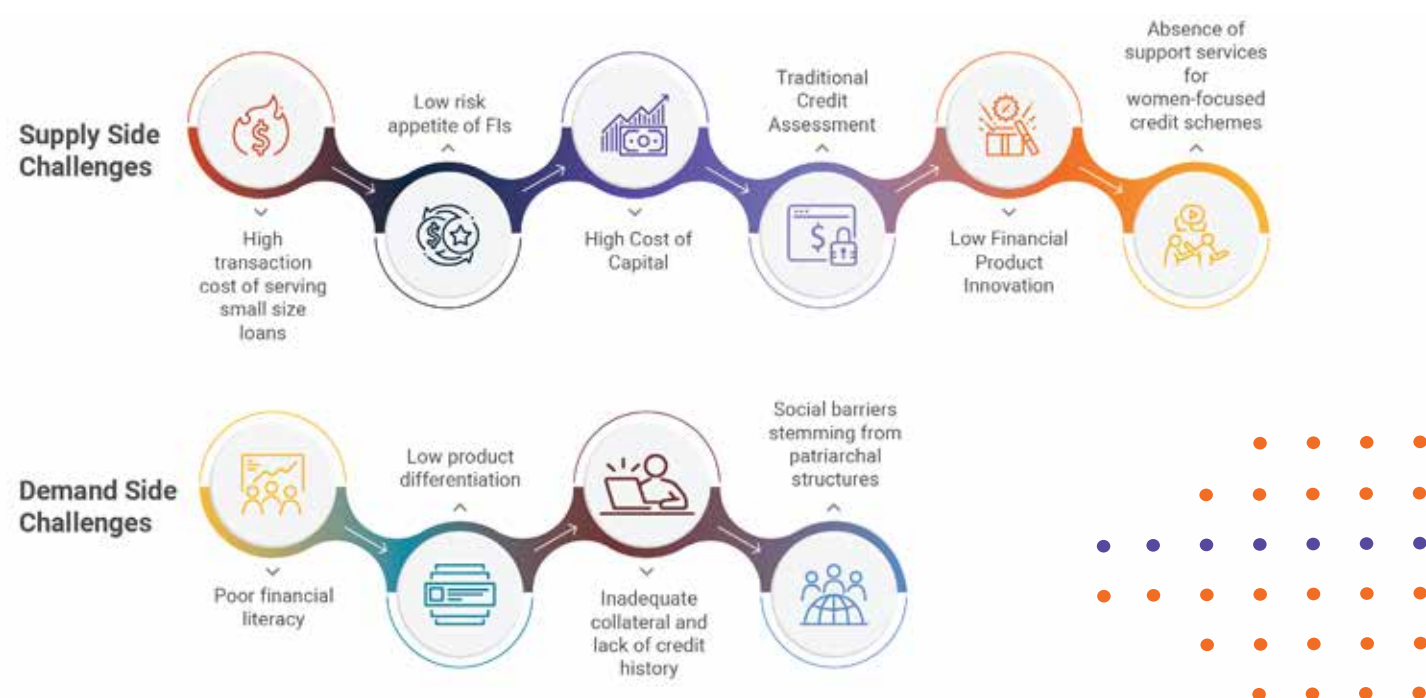 Supply Side
Challenges
High
transaction
cost of serving
small size
loans
Low risk
appetite of FIs
High Cost of
Capital
Traditional
Credit
Assessment
Low Financial
Product
Innovation
Absence of
support services
for
women-focused
credit schemes
Demand Side
Challenges
Poor financial
literacy
Low product
differentiation
Inadequate
collateral and
lack of credit
history
Social barriers
stemming from
patriarchal
structures